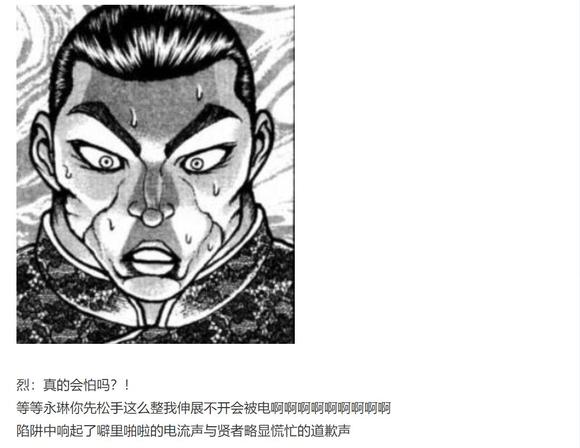 烈：真的会怕吗？！
等等永琳你先松手这么整我伸展不开会被电啊啊啊啊啊啊啊啊啊
陷阱中响起了噼里啪啦的电流声与贤者略显慌忙的道歉声